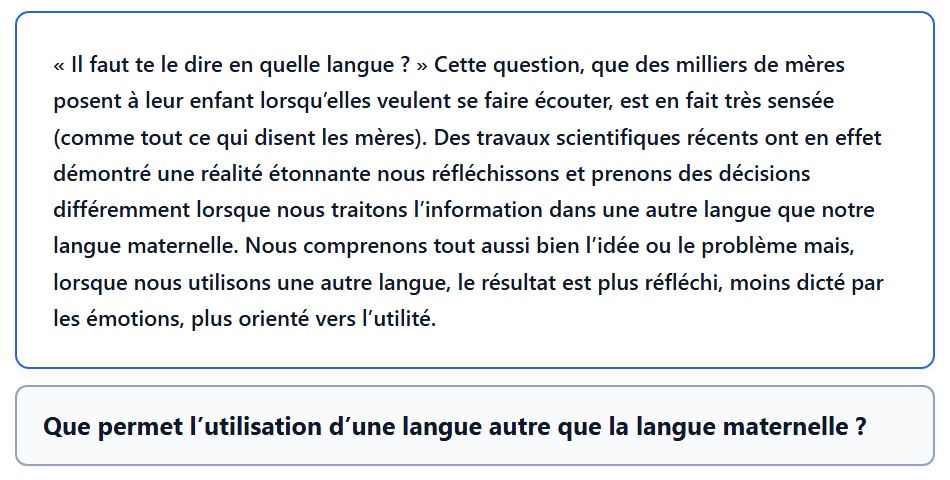 « Il faut te le dire en quelle langue ? » Cette question, que des milliers de mères
posent à leur enfant lorsqu’elles veulent se faire écouter, est en fait très sensée
(comme tout ce qui disent les mères). Des travaux scientifiques récents ont en effet
démontré une réalité étonnante nous réfléchissons et prenons des décisions
différemment lorsque nous traitons l’information dans une autre langue que notre
langue maternelle. Nous comprenons tout aussi bien l’idée ou le problème mais,
lorsque nous utilisons une autre langue, le résultat est plus réfléchi, moins dicté par
les émotions, plus orienté vers l’utilité.
Que permet l’utilisation d’une langue autre que la langue maternelle ?